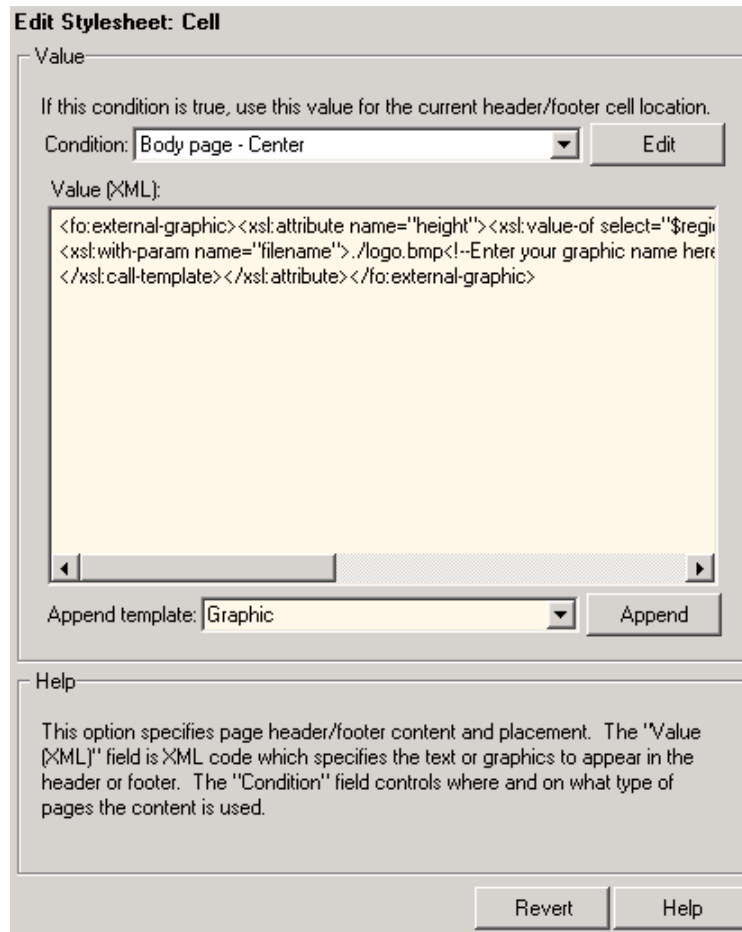 Edit Stylesheet: Cell
Value
If this condition is true, use this value for the current header/footer cell location.
Condition: Body page - Center Edit
Value (XML):
<fo:external-graphic><xsl:attribute name="height"><xsl:value-of select="$regi
<xsl:with-param name="filename">./logo.bmp<!--Enter your graphic name here
</xsl:call-template></xsl:attribute></fo:external-graphic>
Append template: Graphic Append
Help
This option specifies page header/footer content and placement. The "Value
(XML)" field is XML code which specifies the text or graphics to appear in the
header or footer. The "Condition" field controls where and on what type of
pages the content is used.
Revert Help